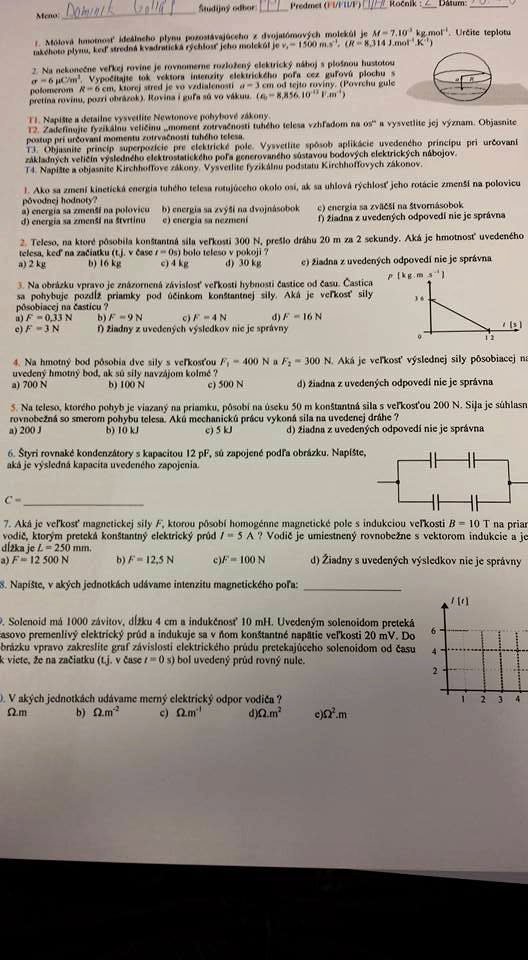 Meno: Dominik Študijný odbor: Predmet (FI/FII/F) Ročník : 2 Dátum:
1. Mólová hmotnosť ideálneho plynu pozostávajúceho z dvojatómových molekúl je M = 7.10⁻³ kg.mol⁻¹. Určite teplotu
takéhoto plynu, keď stredná kvadratická rýchlosť jeho molekúl je vₛ = 1500 m.s⁻¹. (R = 8,314 J.mol⁻¹.K⁻¹)
2. Na nekonečne veľkej rovine je rovnomerne rozložený elektrický náboj s plošnou hustotou
σ = 6 μC/m². Vypočítajte tok vektora intenzity elektrického poľa cez guľovú plochu s
polomerom R = 6 cm, ktorej stred je vo vzdialenosti a = 3 cm od tejto roviny. (Povrchu gule
pretína rovinu, pozri obrázok). Rovina i guľa sú vo vákuu. (ε₀ = 8,856.10⁻¹² F.m⁻¹)
a R
T1. Napíšte a detailne vysvetlite Newtonove pohybové zákony.
T2. Zadefinujte fyzikálnu veličinu „moment zotrvačnosti tuhého telesa vzhľadom na os“ a vysvetlite jej význam. Objasnite
postup pri určovaní momentu zotrvačnosti tuhého telesa.
T3. Objasnite princíp superpozície pre elektrické pole. Vysvetlite spôsob aplikácie uvedeného princípu pri určovaní
základných veličín výsledného elektrostatického poľa generovaného sústavou bodových elektrických nábojov.
T4. Napíšte a objasnite Kirchhoffove zákony. Vysvetlite fyzikálnu podstatu Kirchhoffových zákonov.
1. Ako sa zmení kinetická energia tuhého telesa rotujúceho okolo osi, ak sa uhlová rýchlosť jeho rotácie zmenší na polovicu
pôvodnej hodnoty?
a) energia sa zmenší na polovicu b) energia sa zvýši na dvojnásobok c) energia sa zväčší na štvornásobok
d) energia sa zmenší na štvrtinu e) energia sa nezmení f) žiadna z uvedených odpovedí nie je správna
2. Teleso, na ktoré pôsobila konštantná sila veľkosti 300 N, prešlo dráhu 20 m za 2 sekundy. Aká je hmotnosť uvedeného
telesa, keď na začiatku (t.j. v čase t = 0s) bolo teleso v pokoji ?
a) 2 kg b) 16 kg c) 4 kg d) 30 kg e) žiadna z uvedených odpovedí nie je správna
3. Na obrázku vpravo je znázornená závislosť veľkosti hybnosti častice od času. Častica
sa pohybuje pozdĺž priamky pod účinkom konštantnej sily. Aká je veľkosť sily
pôsobiacej na časticu ?
a) F = 0,33 N b) F = 9 N c) F = 4 N d) F = 16 N
e) F = 3 N f) žiadny z uvedených výsledkov nie je správny
p [kg.m s⁻¹]
3 6
0 1 2 t [s]
4. Na hmotný bod pôsobia dve sily s veľkosťou F₁ = 400 N a F₂ = 300 N. Aká je veľkosť výslednej sily pôsobiacej na
uvedený hmotný bod, ak sú sily navzájom kolmé ?
a) 700 N b) 100 N c) 500 N d) žiadna z uvedených odpovedí nie je správna
5. Na teleso, ktorého pohyb je viazaný na priamku, pôsobí na úseku 50 m konštantná sila s veľkosťou 200 N. Sila je súhlasn
rovnobežná so smerom pohybu telesa. Akú mechanickú prácu vykoná sila na uvedenej dráhe ?
a) 200 J b) 10 kJ c) 5 kJ d) žiadna z uvedených odpovedí nie je správna
6. Štyri rovnaké kondenzátory s kapacitou 12 pF, sú zapojené podľa obrázku. Napíšte,
aká je výsledná kapacita uvedeného zapojenia.
C =
7. Aká je veľkosť magnetickej sily F, ktorou pôsobí homogénne magnetické pole s indukciou veľkosti B = 10 T na prian
vodič, ktorým preteká konštantný elektrický prúd I = 5 A ? Vodič je umiestnený rovnobežne s vektorom indukcie a je
dĺžka je L = 250 mm.
a) F = 12 500 N b) F = 12,5 N c)F = 100 N d) Žiadny s uvedených výsledkov nie je správny
8. Napíšte, v akých jednotkách udávame intenzitu magnetického poľa:
9. Solenoid má 1000 závitov, dĺžku 4 cm a indukčnosť 10 mH. Uvedeným solenoidom preteká
asovo premenlivý elektrický prúd a indukuje sa v ňom konštantné napätie veľkosti 20 mV. Do
brázku vpravo zakreslite graf závislosti elektrického prúdu pretekajúceho solenoidom od času
k viete, že na začiatku (t.j. v čase t = 0 s) bol uvedený prúd rovný nule.
6
4
2
1 2 3 4
0. V akých jednotkách udávame merný elektrický odpor vodiča ?
Ω.m b) Ω.m⁻² c) Ω.m⁻¹ d)Ω.m² e)Ω².m